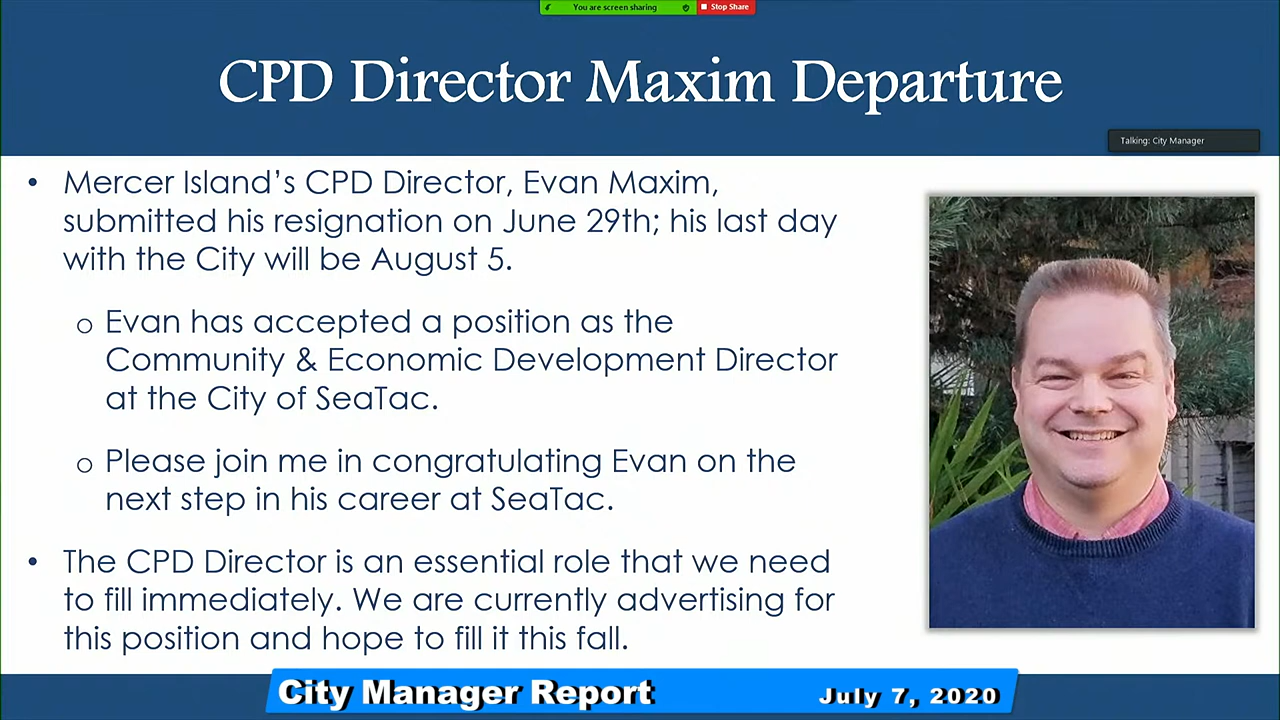 You are screen sharing
Stop Share
CPD Director Maxim Departure
Talking: City Manager
• Mercer Island’s CPD Director, Evan Maxim,
submitted his resignation on June 29th; his last day
with the City will be August 5.
o Evan has accepted a position as the
Community & Economic Development Director
at the City of SeaTac.
o Please join me in congratulating Evan on the
next step in his career at SeaTac.
• The CPD Director is an essential role that we need
to fill immediately. We are currently advertising for
this position and hope to fill it this fall.
City Manager Report
July 7, 2020